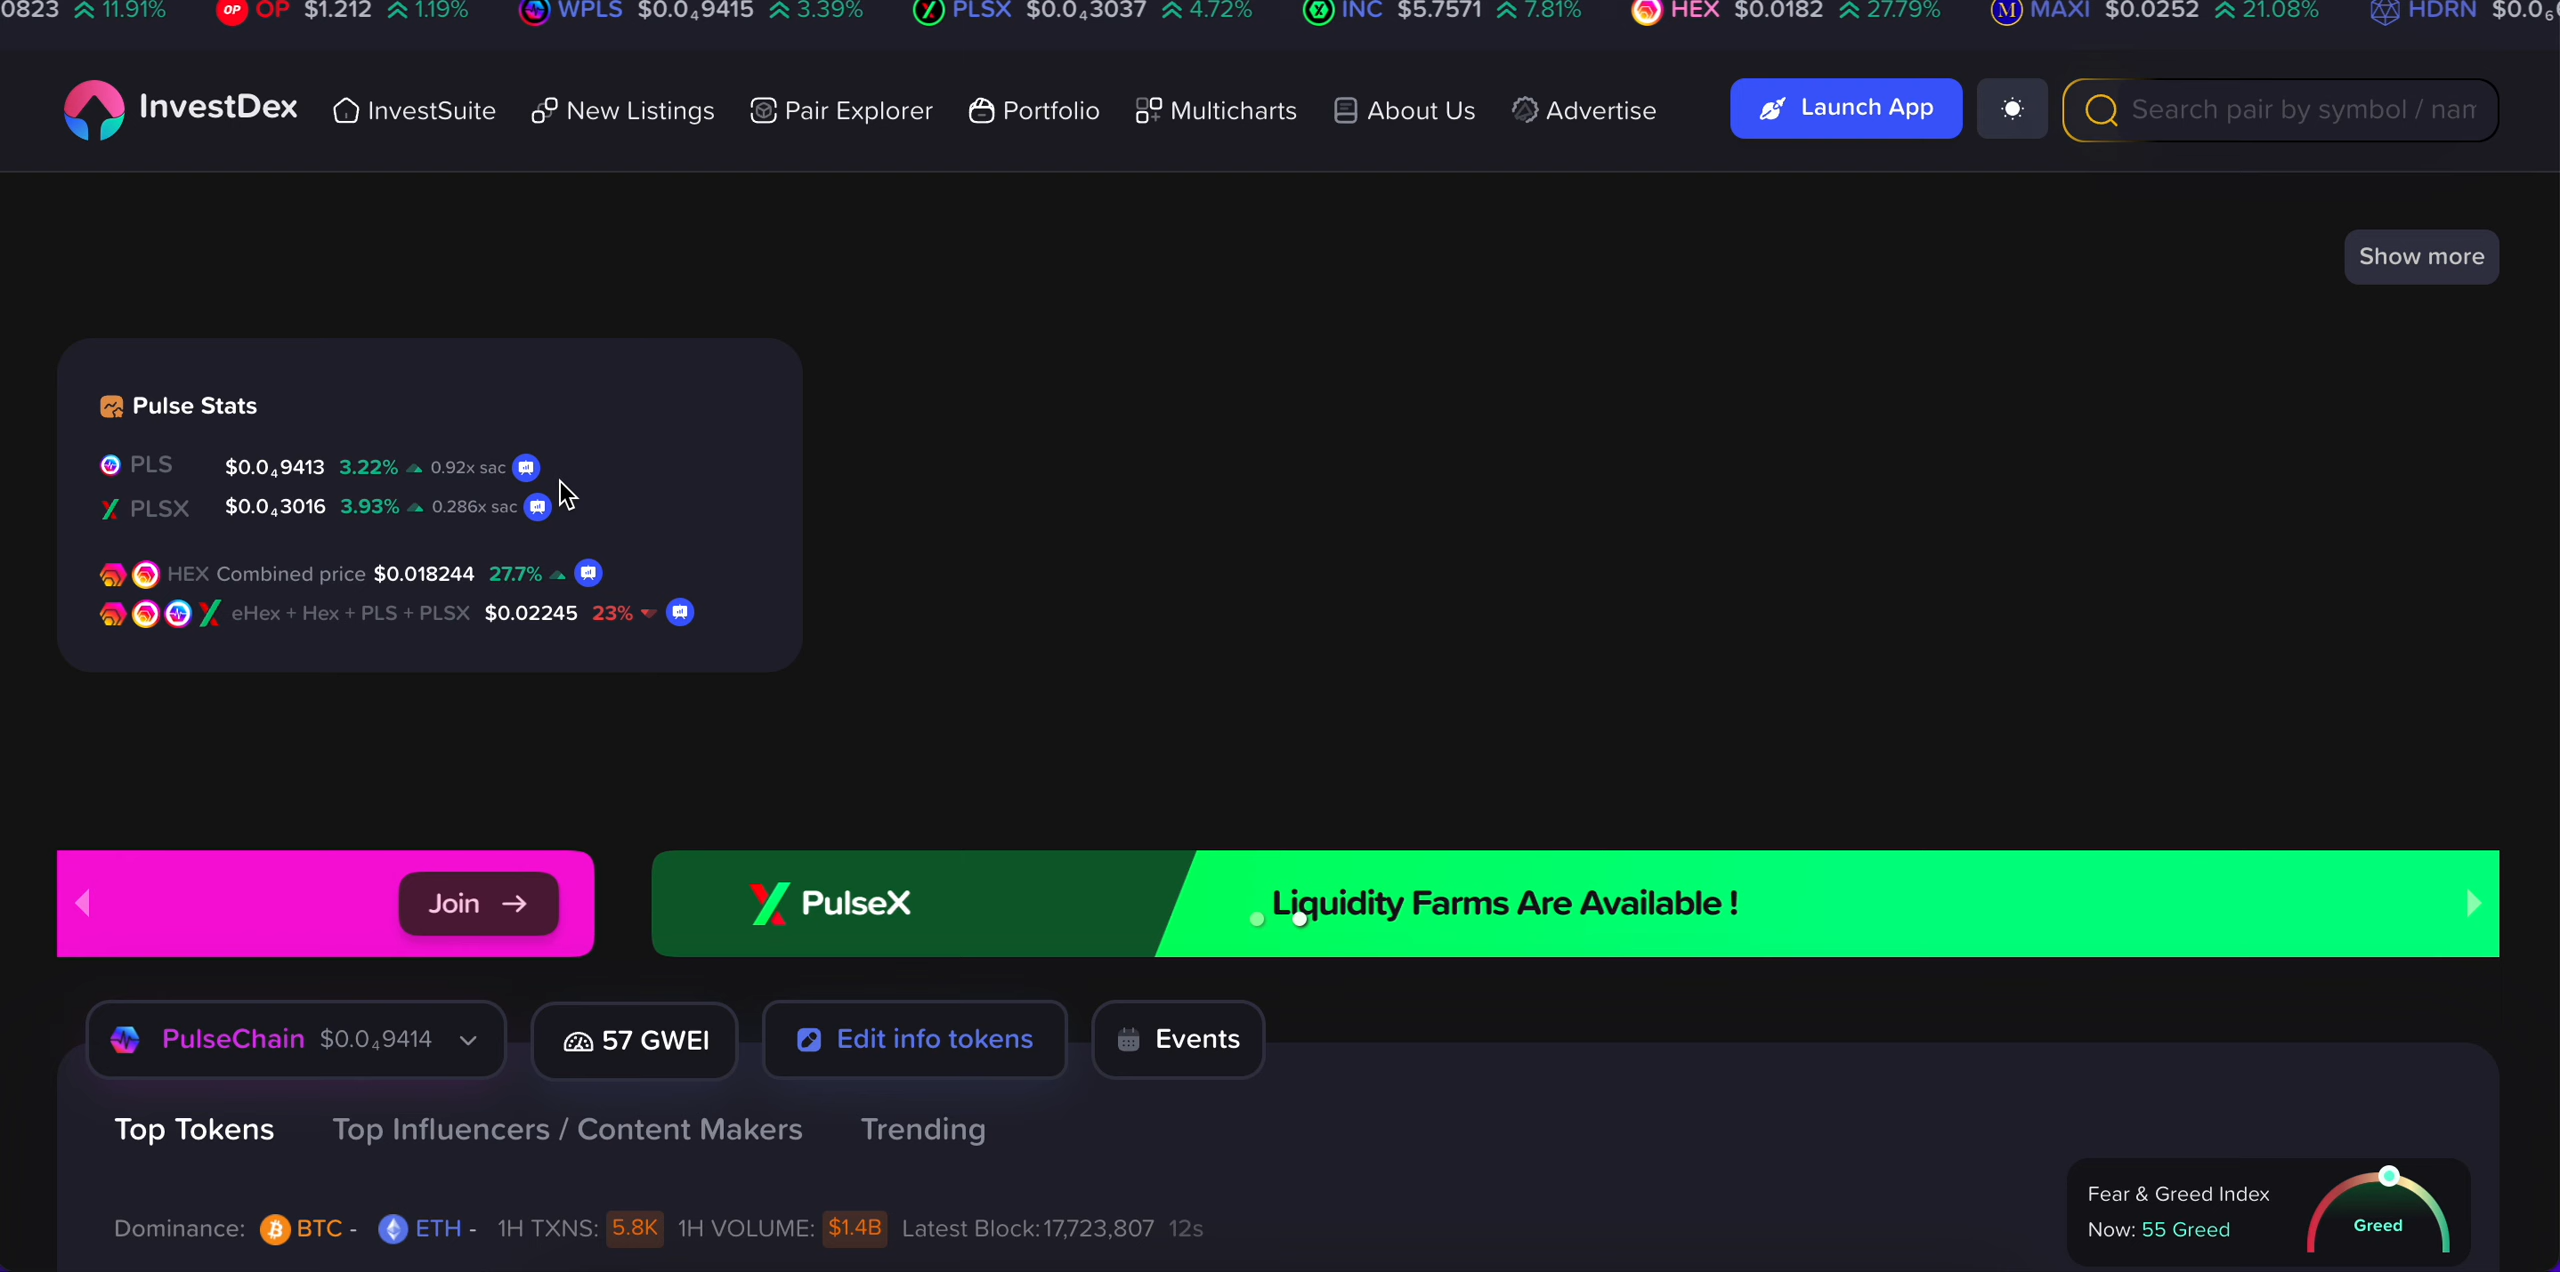 0823 11.91% OP OP $1.212 1.19% WPLS $0.0₄9415 3.39% PLSX $0.0₄3037 4.72% INC $5.7571 7.81% HEX $0.0182 27.79% M MAXI $0.0252 21.08% HDRN $0.0₆
InvestDex InvestSuite New Listings Pair Explorer Portfolio Multicharts About Us Advertise Launch App Search pair by symbol / nam
Show more
Pulse Stats
PLS $0.0₄9413 3.22% 0.92x sac
PLSX $0.0₄3016 3.93% 0.286x sac
HEX Combined price $0.018244 27.7%
eHex + Hex + PLS + PLSX $0.02245 23%
Join → PulseX Liquidity Farms Are Available !
PulseChain $0.0₄9414 57 GWEI Edit info tokens Events
Top Tokens Top Influencers / Content Makers Trending
Dominance: BTC - ETH - 1H TXNS: 5.8K 1H VOLUME: $1.4B Latest Block:17,723,807 12s
Fear & Greed Index
Now: 55 Greed
Greed